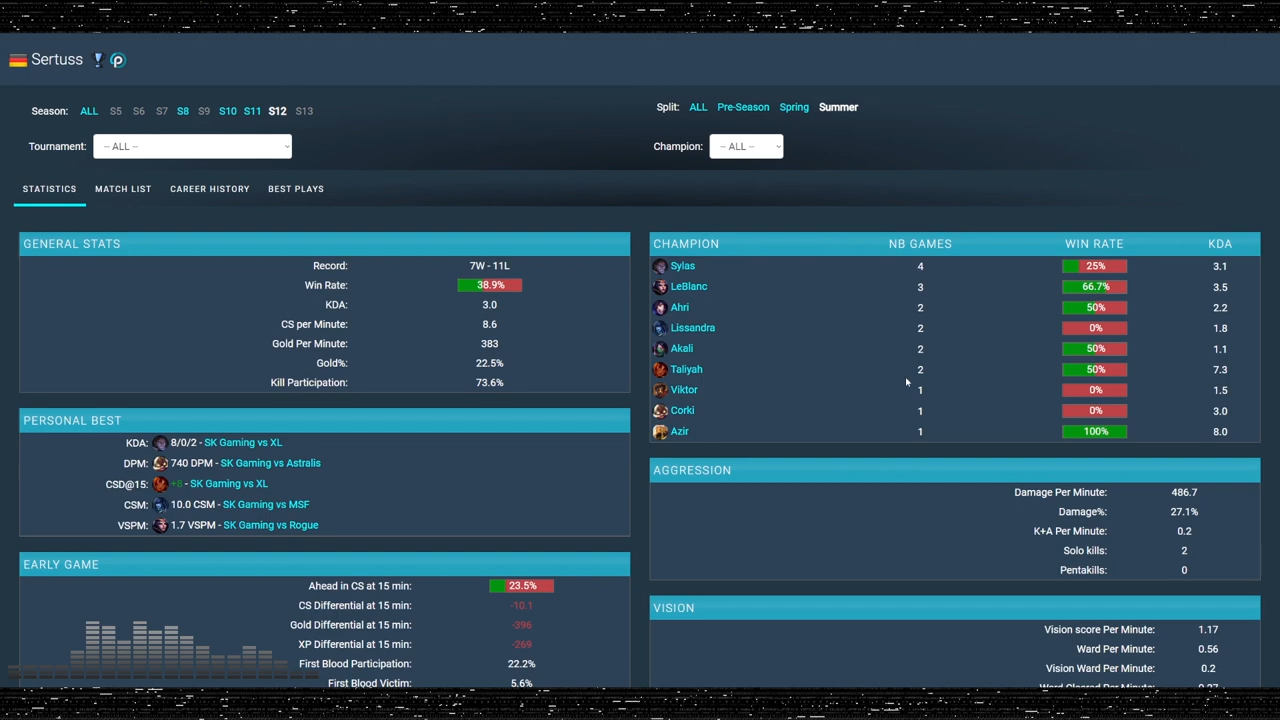 Sertuss
Season: ALL S5 S6 S7 S8 S9 S10 S11 S12 S13
Split: ALL Pre-Season Spring Summer
Tournament: -- ALL --
Champion: -- ALL --
STATISTICS MATCH LIST CAREER HISTORY BEST PLAYS
GENERAL STATS
Record: 7W - 11L
Win Rate: 38.9%
KDA: 3.0
CS per Minute: 8.6
Gold Per Minute: 383
Gold%: 22.5%
Kill Participation: 73.6%
PERSONAL BEST
KDA: 8/0/2 - SK Gaming vs XL
DPM: 740 DPM - SK Gaming vs Astralis
CSD@15: +8 - SK Gaming vs XL
CSM: 10.0 CSM - SK Gaming vs MSF
VSPM: 1.7 VSPM - SK Gaming vs Rogue
EARLY GAME
Ahead in CS at 15 min: 23.5%
CS Differential at 15 min: -10.1
Gold Differential at 15 min: -396
XP Differential at 15 min: -269
First Blood Participation: 22.2%
First Blood Victim: 5.6%
CHAMPION NB GAMES WIN RATE KDA
Sylas 4 25% 3.1
LeBlanc 3 66.7% 3.5
Ahri 2 50% 2.2
Lissandra 2 0% 1.8
Akali 2 50% 1.1
Taliyah 2 50% 7.3
Viktor 1 0% 1.5
Corki 1 0% 3.0
Azir 1 100% 8.0
AGGRESSION
Damage Per Minute: 486.7
Damage%: 27.1%
K+A Per Minute: 0.2
Solo kills: 2
Pentakills: 0
VISION
Vision score Per Minute: 1.17
Ward Per Minute: 0.56
Vision Ward Per Minute: 0.2